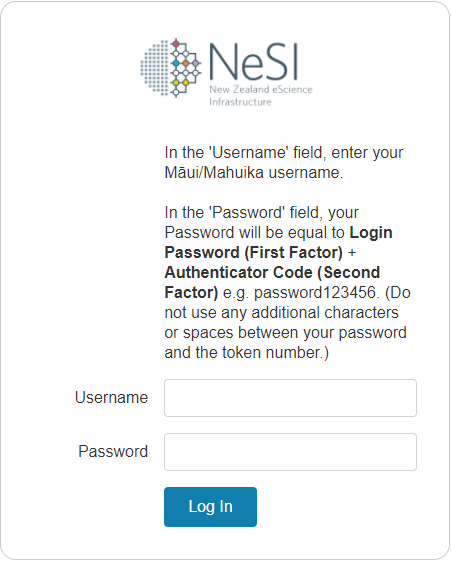 NeSI
New Zealand eScience
Infrastructure
In the 'Username' field, enter your
Māui/Mahuika username.
In the 'Password' field, your
Password will be equal to Login
Password (First Factor) +
Authenticator Code (Second
Factor) e.g. password123456. (Do
not use any additional characters
or spaces between your password
and the token number.)
Username
Password
Log In